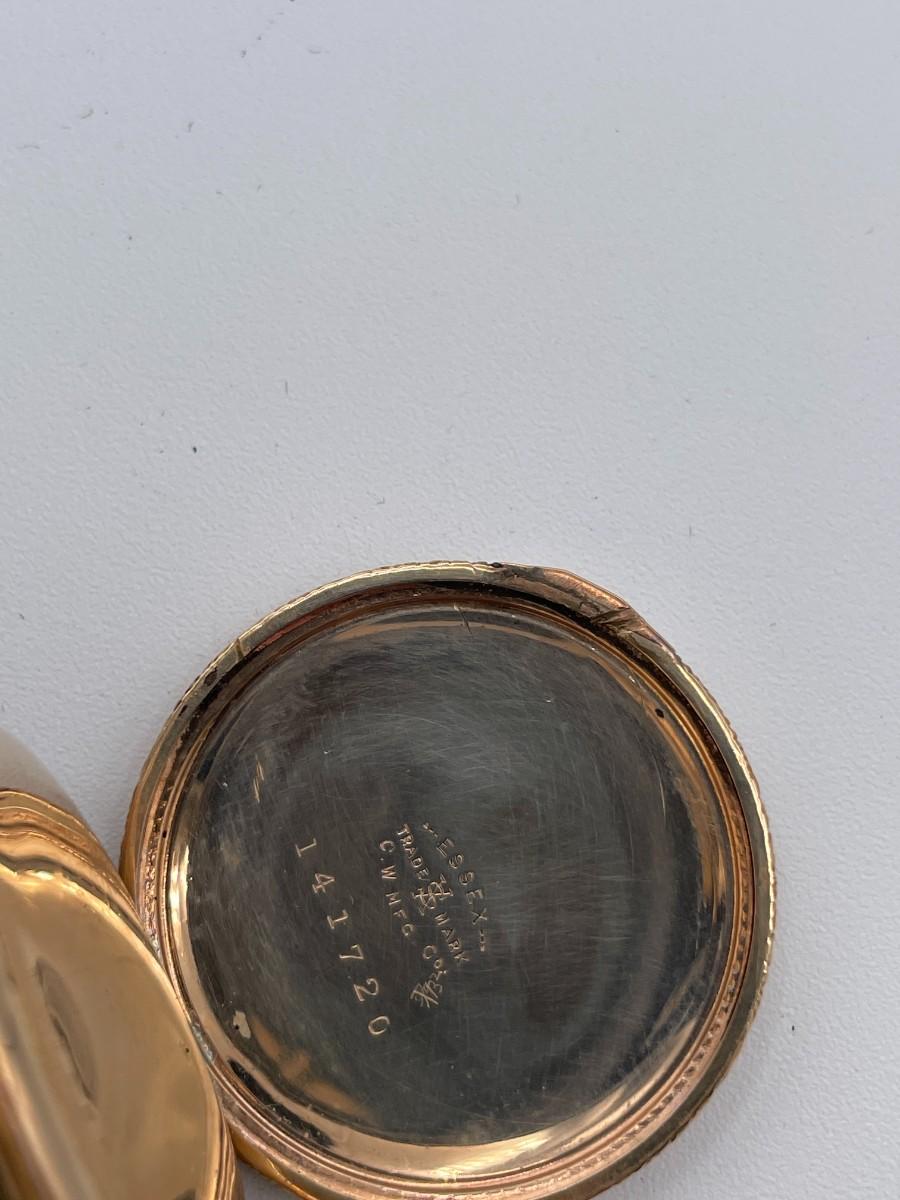 ESSEX
TRADE MARK
C.W.MFG. CO
141720